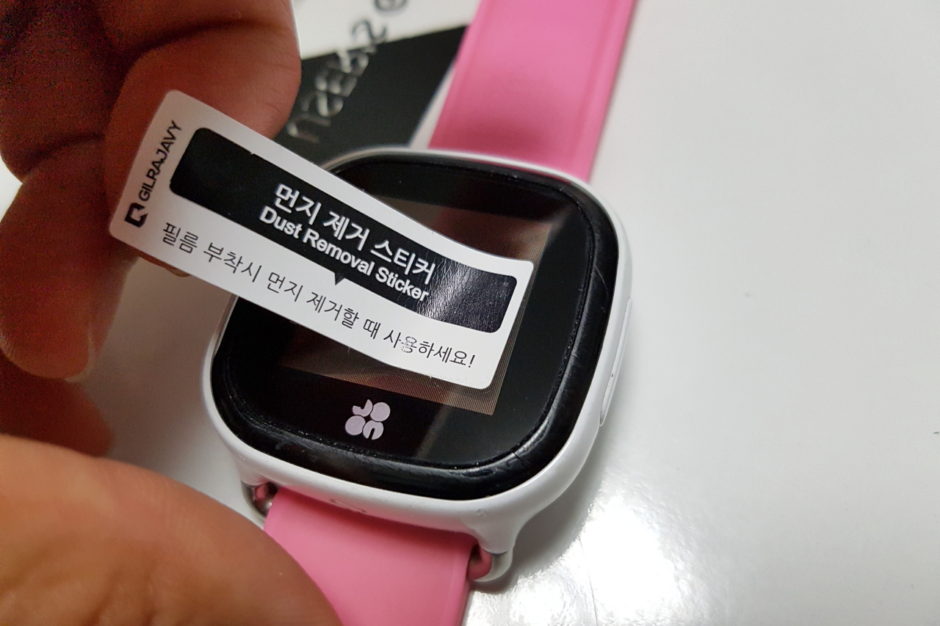 GILRAJAVY
먼지 제거 스티커
Dust Removal Sticker
필름 부착시 먼지 제거할 때 사용하세요!
JOON